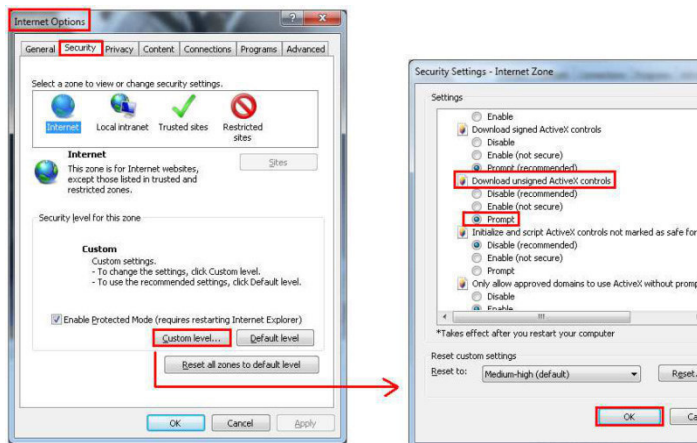 Internet Options
General Security Privacy Content Connections Programs Advanced
Select a zone to view or change security settings.
Internet Local intranet Trusted sites Restricted
sites
Internet
This zone is for Internet websites,
except those listed in trusted and
restricted zones.
Sites
Security level for this zone
Custom
Custom settings.
- To change the settings, click Custom level.
- To use the recommended settings, click Default level.
Enable Protected Mode (requires restarting Internet Explorer)
Custom level... Default level
Reset all zones to default level
OK Cancel Apply
Security Settings - Internet Zone
Settings
Enable
Download signed ActiveX controls
Disable
Enable (not secure)
Prompt (recommended)
Download unsigned ActiveX controls
Disable (recommended)
Enable (not secure)
Prompt
Initialize and script ActiveX controls not marked as safe for
Disable (recommended)
Enable (not secure)
Prompt
Only allow approved domains to use ActiveX without promp
Disable
Enable
*Takes effect after you restart your computer
Reset custom settings
Reset to: Medium-high (default) Reset.
OK Ca